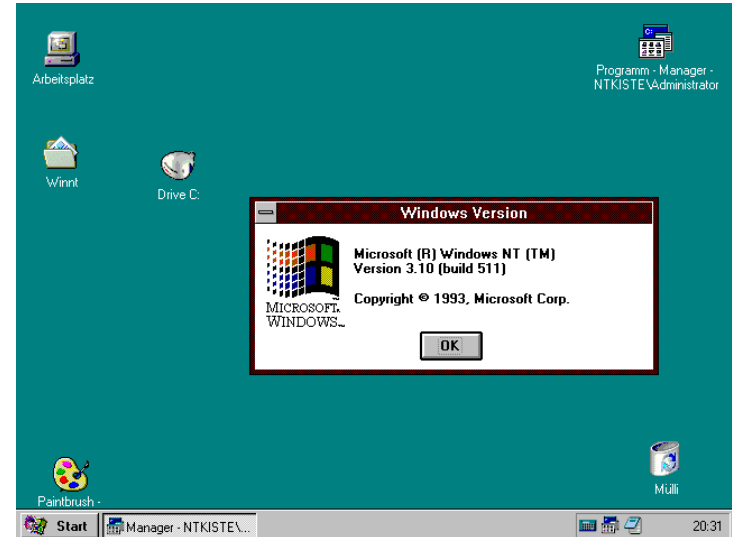 Arbeitsplatz
Programm - Manager -
NTKISTE\Administrator
Winnt
Drive C:
Windows Version
Microsoft (R) Windows NT (TM)
Version 3.10 (build 511)
Copyright © 1993, Microsoft Corp.
MICROSOFT
WINDOWS
OK
Paintbrush -
Mülli
Start
Manager - NTKISTE\...
20:31